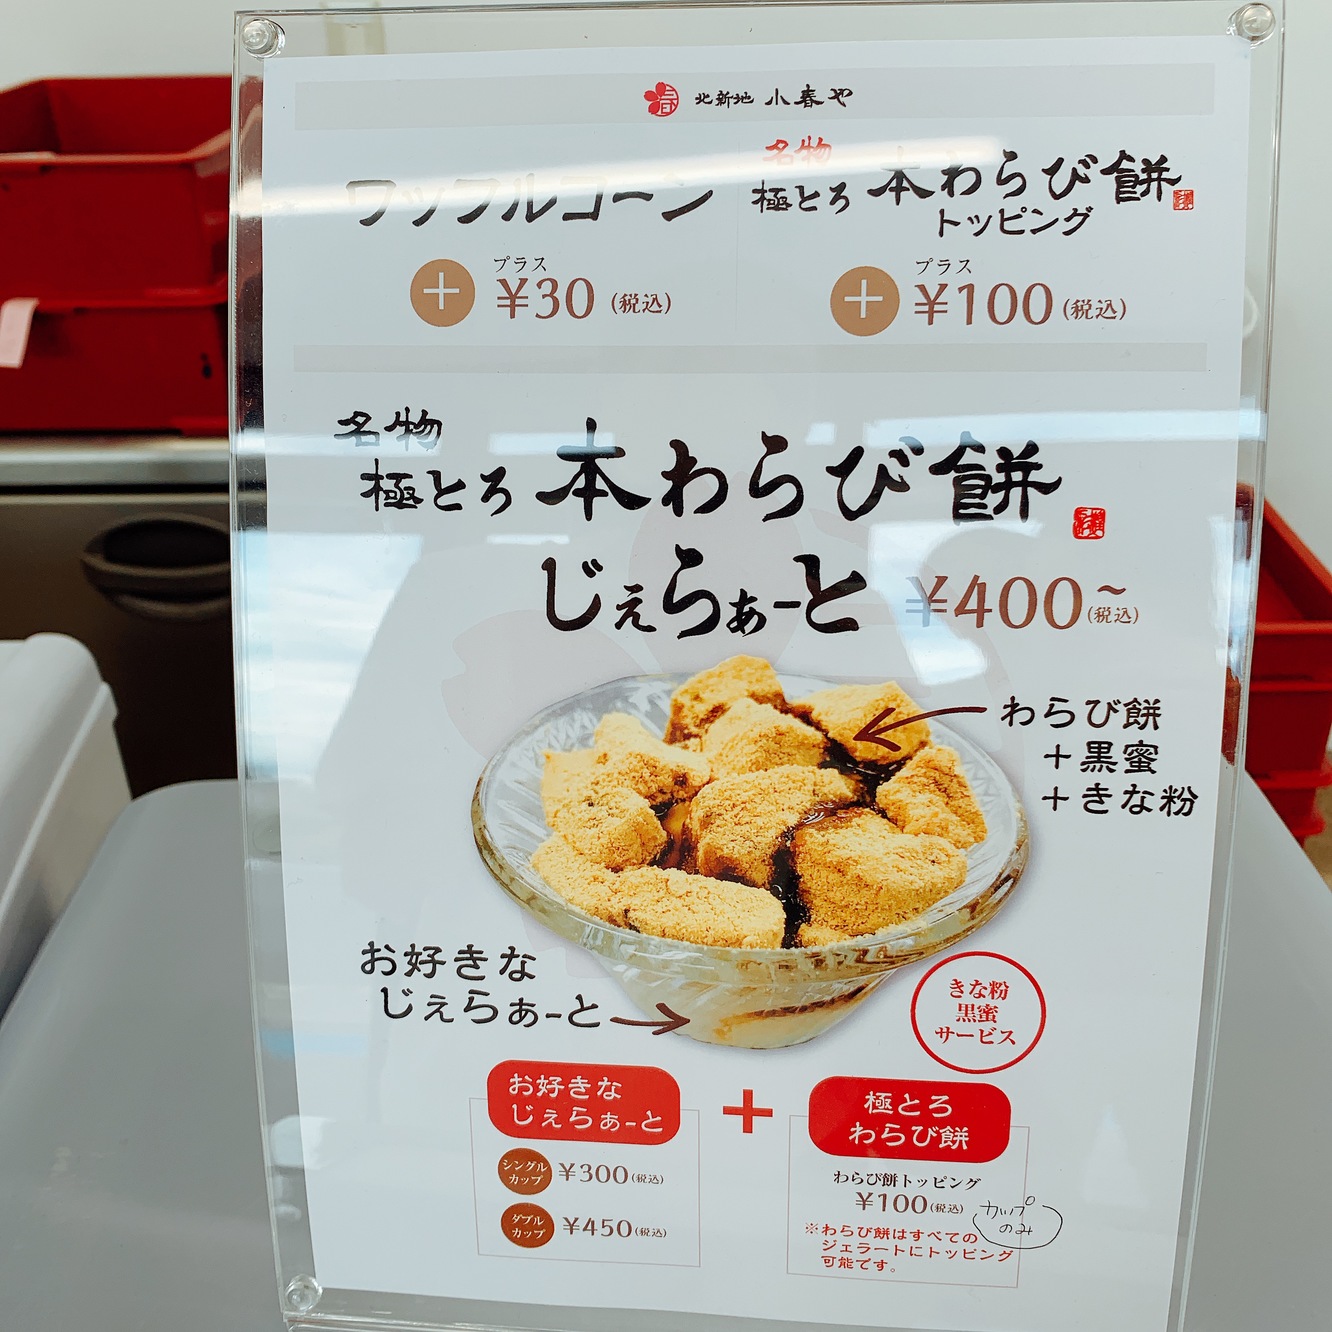 北新地 小春や
ワッフルコーン
プラス
+ ¥30 (税込)
名物
極とろ 本わらび餅
トッピング
プラス
+ ¥100 (税込)
名物
極とろ 本わらび餅
じぇらぁーと ¥400~
(税込)
わらび餅
+黒蜜
+きな粉
お好きな
じぇらぁーと
きな粉
黒蜜
サービス
お好きな
じぇらぁーと
シングル
カップ ¥300(税込)
ダブル
カップ ¥450(税込)
+
極とろ
わらび餅
わらび餅トッピング
¥100(税込)
カップ
のみ
※わらび餅はすべての
ジェラートにトッピング
可能です。